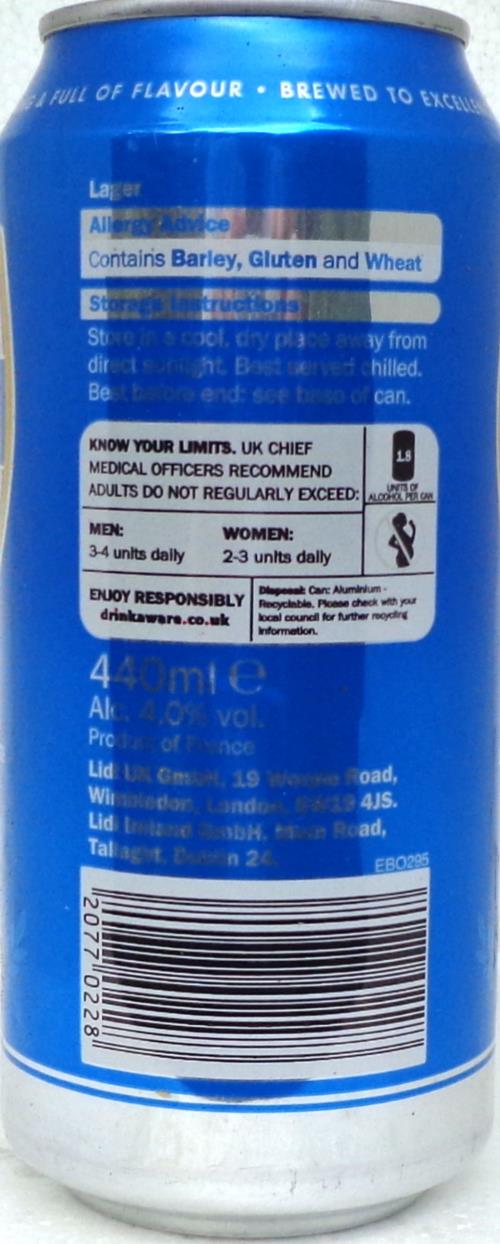 & FULL OF FLAVOUR • BREWED TO EXCELLE
Lager
Allergy Advice
Contains Barley, Gluten and Wheat
Storage Instructions
Store in a cool, dry place away from
direct sunlight. Best served chilled.
Best before end: see base of can.
KNOW YOUR LIMITS. UK CHIEF
MEDICAL OFFICERS RECOMMEND
ADULTS DO NOT REGULARLY EXCEED:
1.8
UNITS OF
ALCOHOL PER CAN
MEN:
3-4 units daily
WOMEN:
2-3 units daily
ENJOY RESPONSIBLY
drinkaware.co.uk
Disposal: Can: Aluminium -
Recyclable. Please check with your
local council for further recycling
information.
440ml e
Alc. 4.0% vol.
Product of France
Lidl UK GmbH, 19 Worple Road,
Wimbledon, London, SW19 4JS.
Lidl Ireland GmbH, Main Road,
Tallaght, Dublin 24.
EBO295
2077 0228